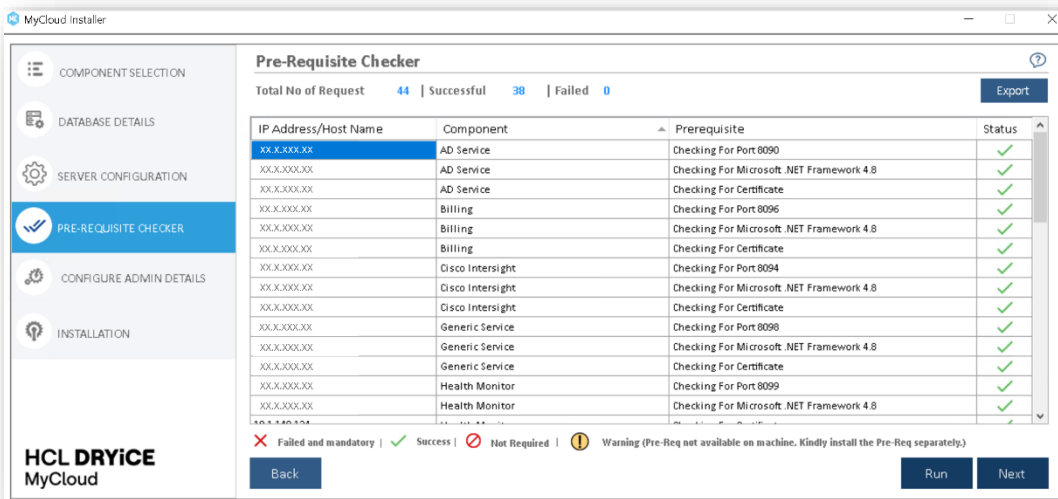 MyCloud Installer
COMPONENT SELECTION
DATABASE DETAILS
SERVER CONFIGURATION
PRE-REQUISITE CHECKER
CONFIGURE ADMIN DETAILS
INSTALLATION
HCL DRYiCE
MyCloud
Pre-Requisite Checker
Total No of Request 44 | Successful 38 | Failed 0
Export
IP Address/Host Name Component Prerequisite Status
XX.X.XXX.XX AD Service Checking For Port 8090
XX.X.XXX.XX AD Service Checking For Microsoft .NET Framework 4.8
XX.X.XXX.XX AD Service Checking For Certificate
XX.X.XXX.XX Billing Checking For Port 8096
XX.X.XXX.XX Billing Checking For Microsoft .NET Framework 4.8
XX.X.XXX.XX Billing Checking For Certificate
XX.X.XXX.XX Cisco Intersight Checking For Port 8094
XX.X.XXX.XX Cisco Intersight Checking For Microsoft .NET Framework 4.8
XX.X.XXX.XX Cisco Intersight Checking For Certificate
XX.X.XXX.XX Generic Service Checking For Port 8098
XX.X.XXX.XX Generic Service Checking For Microsoft .NET Framework 4.8
XX.X.XXX.XX Generic Service Checking For Certificate
XX.X.XXX.XX Health Monitor Checking For Port 8099
XX.X.XXX.XX Health Monitor Checking For Microsoft .NET Framework 4.8
Failed and mandatory | Success | Not Required | Warning (Pre-Req not available on machine. Kindly install the Pre-Req separately.)
Back Run Next